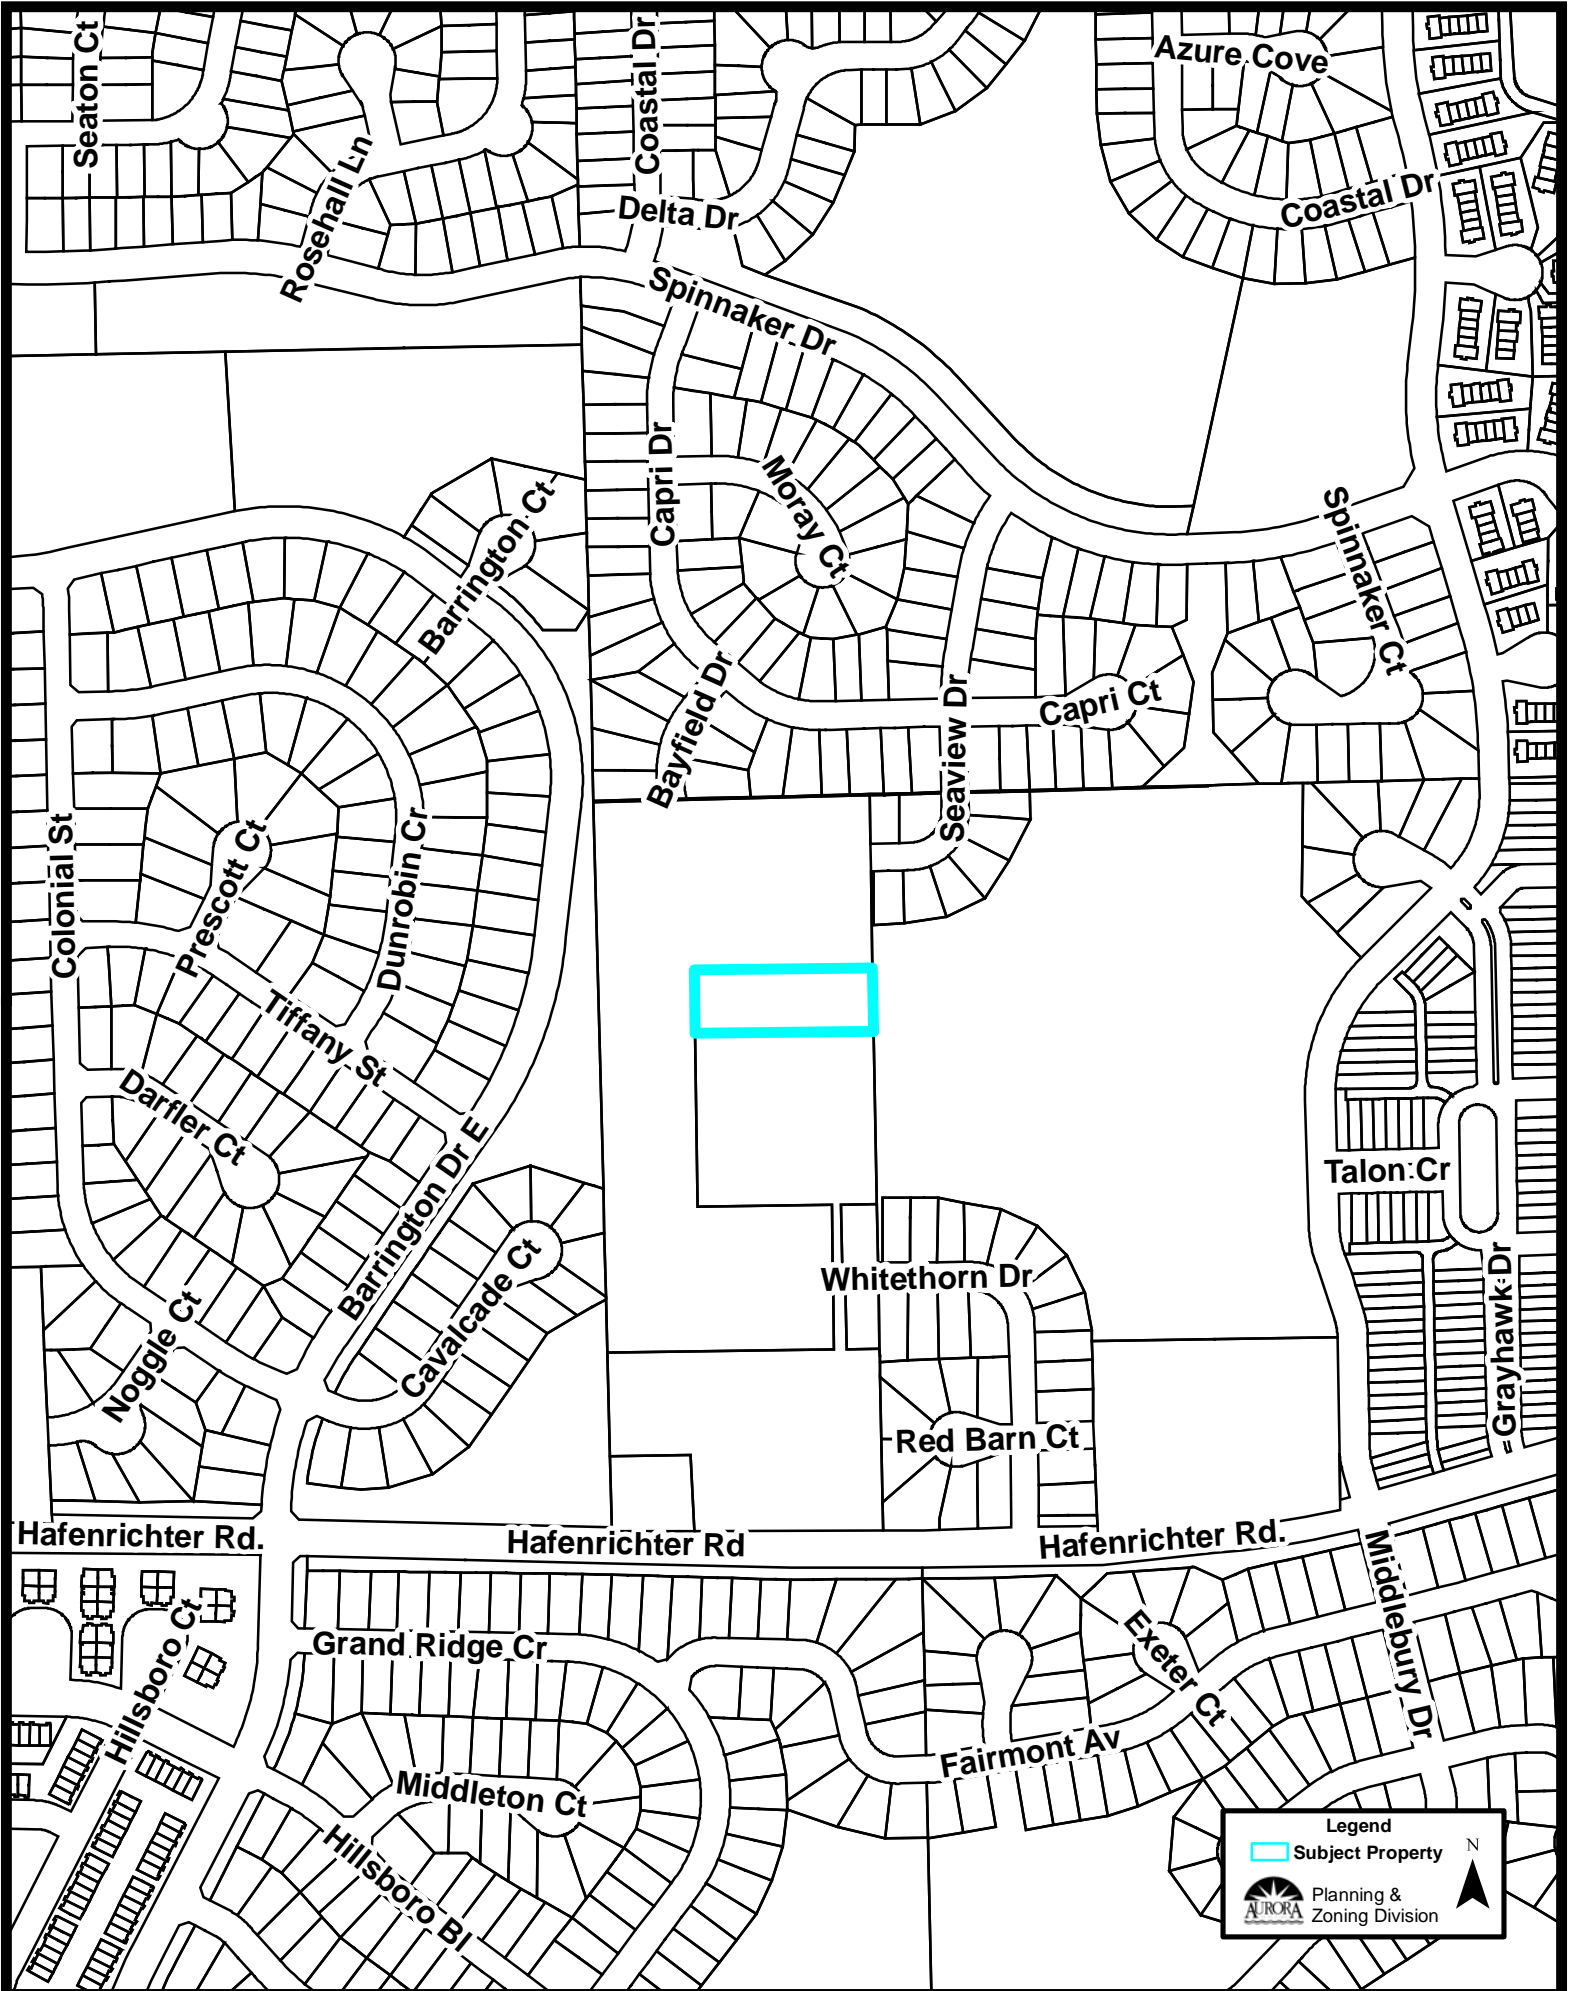 Seaton Ct
Coastal Dr
Azure Cove
Rosehall Ln
Delta Dr
Coastal Dr
Spinnaker Dr
Capri Dr
Moray Ct
Barrington Ct
Spinnaker Ct
Bayfield Dr
Seaview Dr
Capri Ct
Colonial St
Prescott Ct
Dunrobin Cr
Tiffany St
Darfler Ct
Barrington Dr E
Talon Cr
Whitethorn Dr
Cavalcade Ct
Noggle Ct
Grayhawk Dr
Red Barn Ct
Hafenrichter Rd.
Hafenrichter Rd
Hafenrichter Rd.
Middlebury Dr
Hillsboro Ct
Grand Ridge Cr
Exeter Ct
Fairmont Av
Middleton Ct
Hillsboro Bl
Legend
Subject Property
N
AURORA
Planning &
Zoning Division